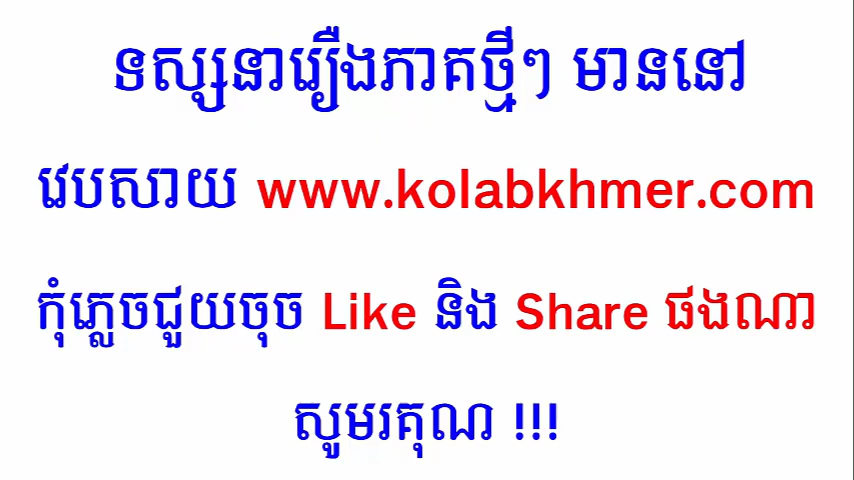 ទស្សនារឿងភាគថ្មីៗ មាននៅ
វេបសាយ www.kolabkhmer.com
កុំភ្លេចជួយចុច Like និង Share ផងណា
សូមរគុណ !!!